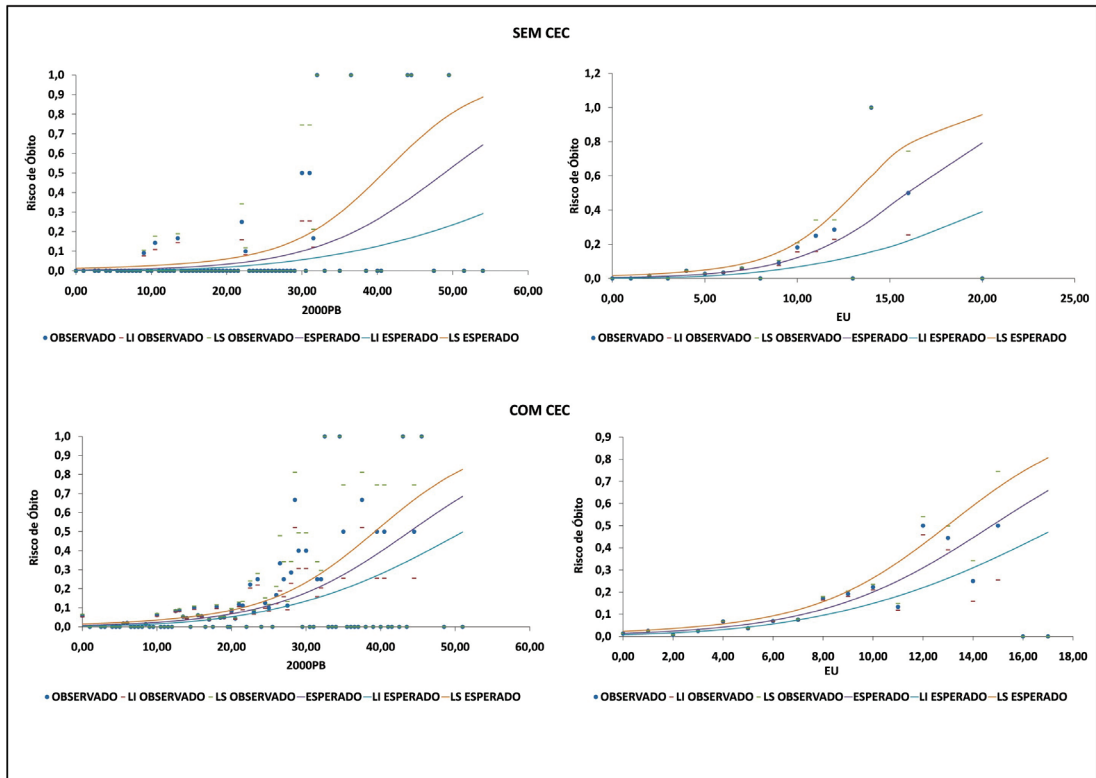 SEM CEC
Risco de Óbito
1,0
0,9
0,8
0,7
0,6
0,5
0,4
0,3
0,2
0,1
0,0
0,00 10,00 20,00 30,00 40,00 50,00 60,00
2000PB
OBSERVADO LI OBSERVADO LS OBSERVADO ESPERADO LI ESPERADO LS ESPERADO
Risco de Óbito
1,2
1,0
0,8
0,6
0,4
0,2
0,0
0,00 5,00 10,00 15,00 20,00 25,00
EU
OBSERVADO LI OBSERVADO LS OBSERVADO ESPERADO LI ESPERADO LS ESPERADO
COM CEC
Risco de Óbito
1,0
0,9
0,8
0,7
0,6
0,5
0,4
0,3
0,2
0,1
0,0
0,00 10,00 20,00 30,00 40,00 50,00 60,00
2000PB
OBSERVADO LI OBSERVADO LS OBSERVADO ESPERADO LI ESPERADO LS ESPERADO
Risco de Óbito
0,9
0,8
0,7
0,6
0,5
0,4
0,3
0,2
0,1
0,0
0,00 2,00 4,00 6,00 8,00 10,00 12,00 14,00 16,00 18,00
EU
OBSERVADO LI OBSERVADO LS OBSERVADO ESPERADO LI ESPERADO LS ESPERADO